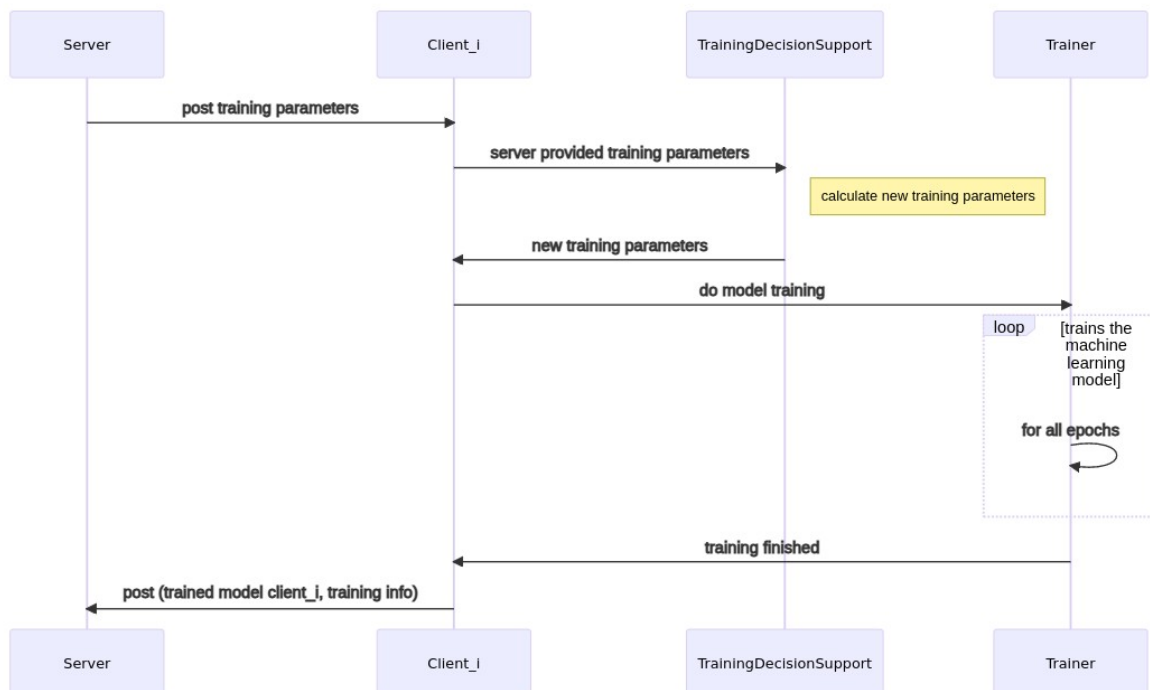 Server
Client_i
TrainingDecisionSupport
Trainer
post training parameters
server provided training parameters
calculate new training parameters
new training parameters
do model training
loop
[trains the
machine
learning
model]
for all epochs
training finished
post (trained model client_i, training info)
Server
Client_i
TrainingDecisionSupport
Trainer